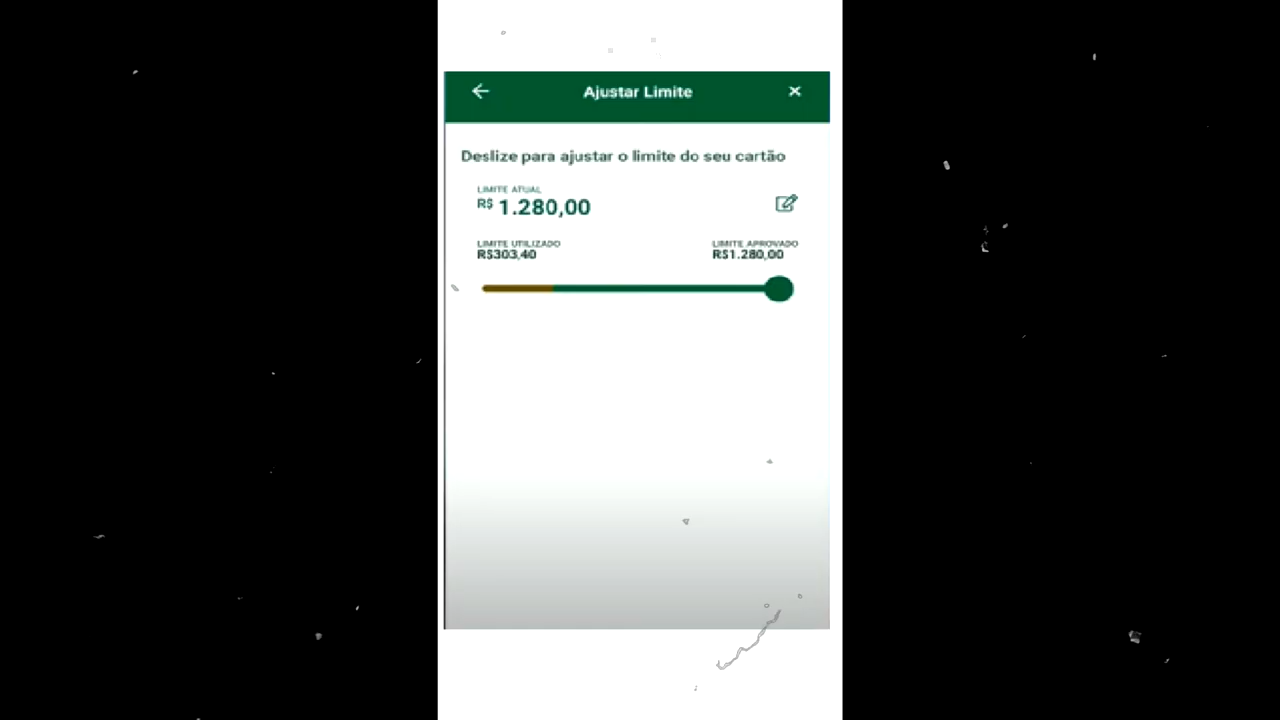 Ajustar Limite
Deslize para ajustar o limite do seu cartão
LIMITE ATUAL
R$ 1.280,00
LIMITE UTILIZADO LIMITE APROVADO
R$303,40 R$1.280,00